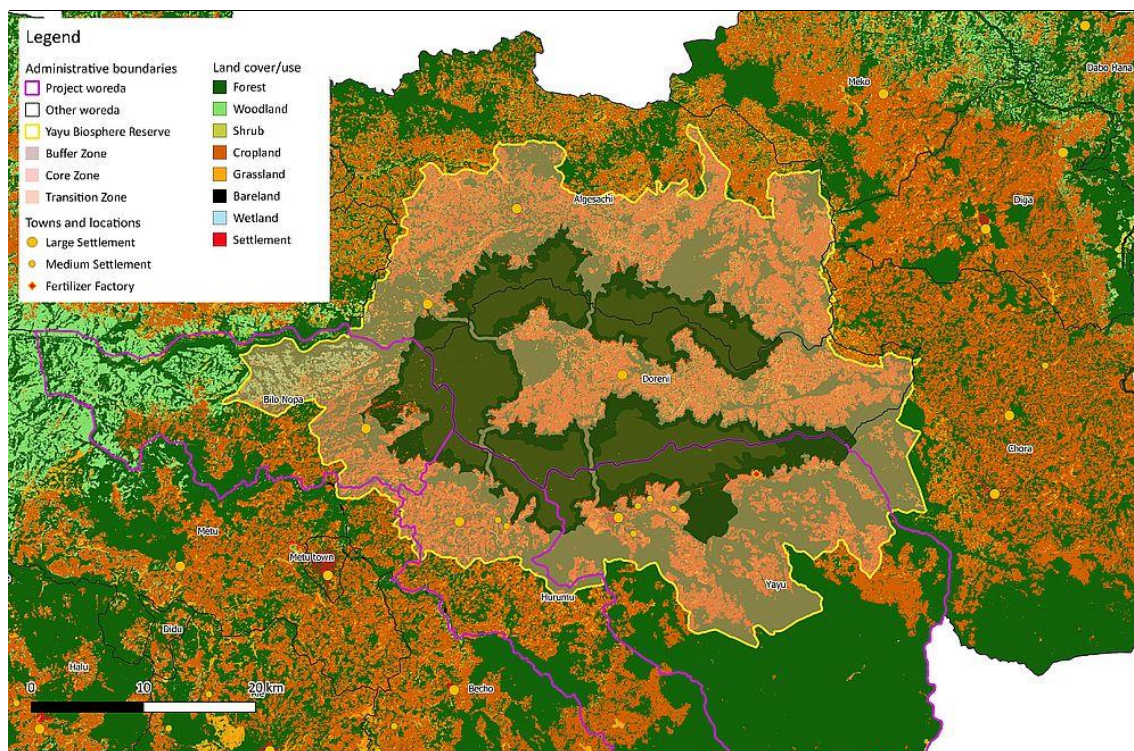 Legend
Administrative boundaries
Project woreda
Other woreda
Yayu Biosphere Reserve
Buffer Zone
Core Zone
Transition Zone
Towns and locations
Large Settlement
Medium Settlement
Fertilizer Factory
Land cover/use
Forest
Woodland
Shrub
Cropland
Grassland
Bareland
Wetland
Settlement
Dabo Hana
Meko
Algesachi
Diga
Doreni
Bilo Nopa
Chora
Metu
Metu town
Yayu
Hurumu
Didu
Halu
Becho
0 10 20 km